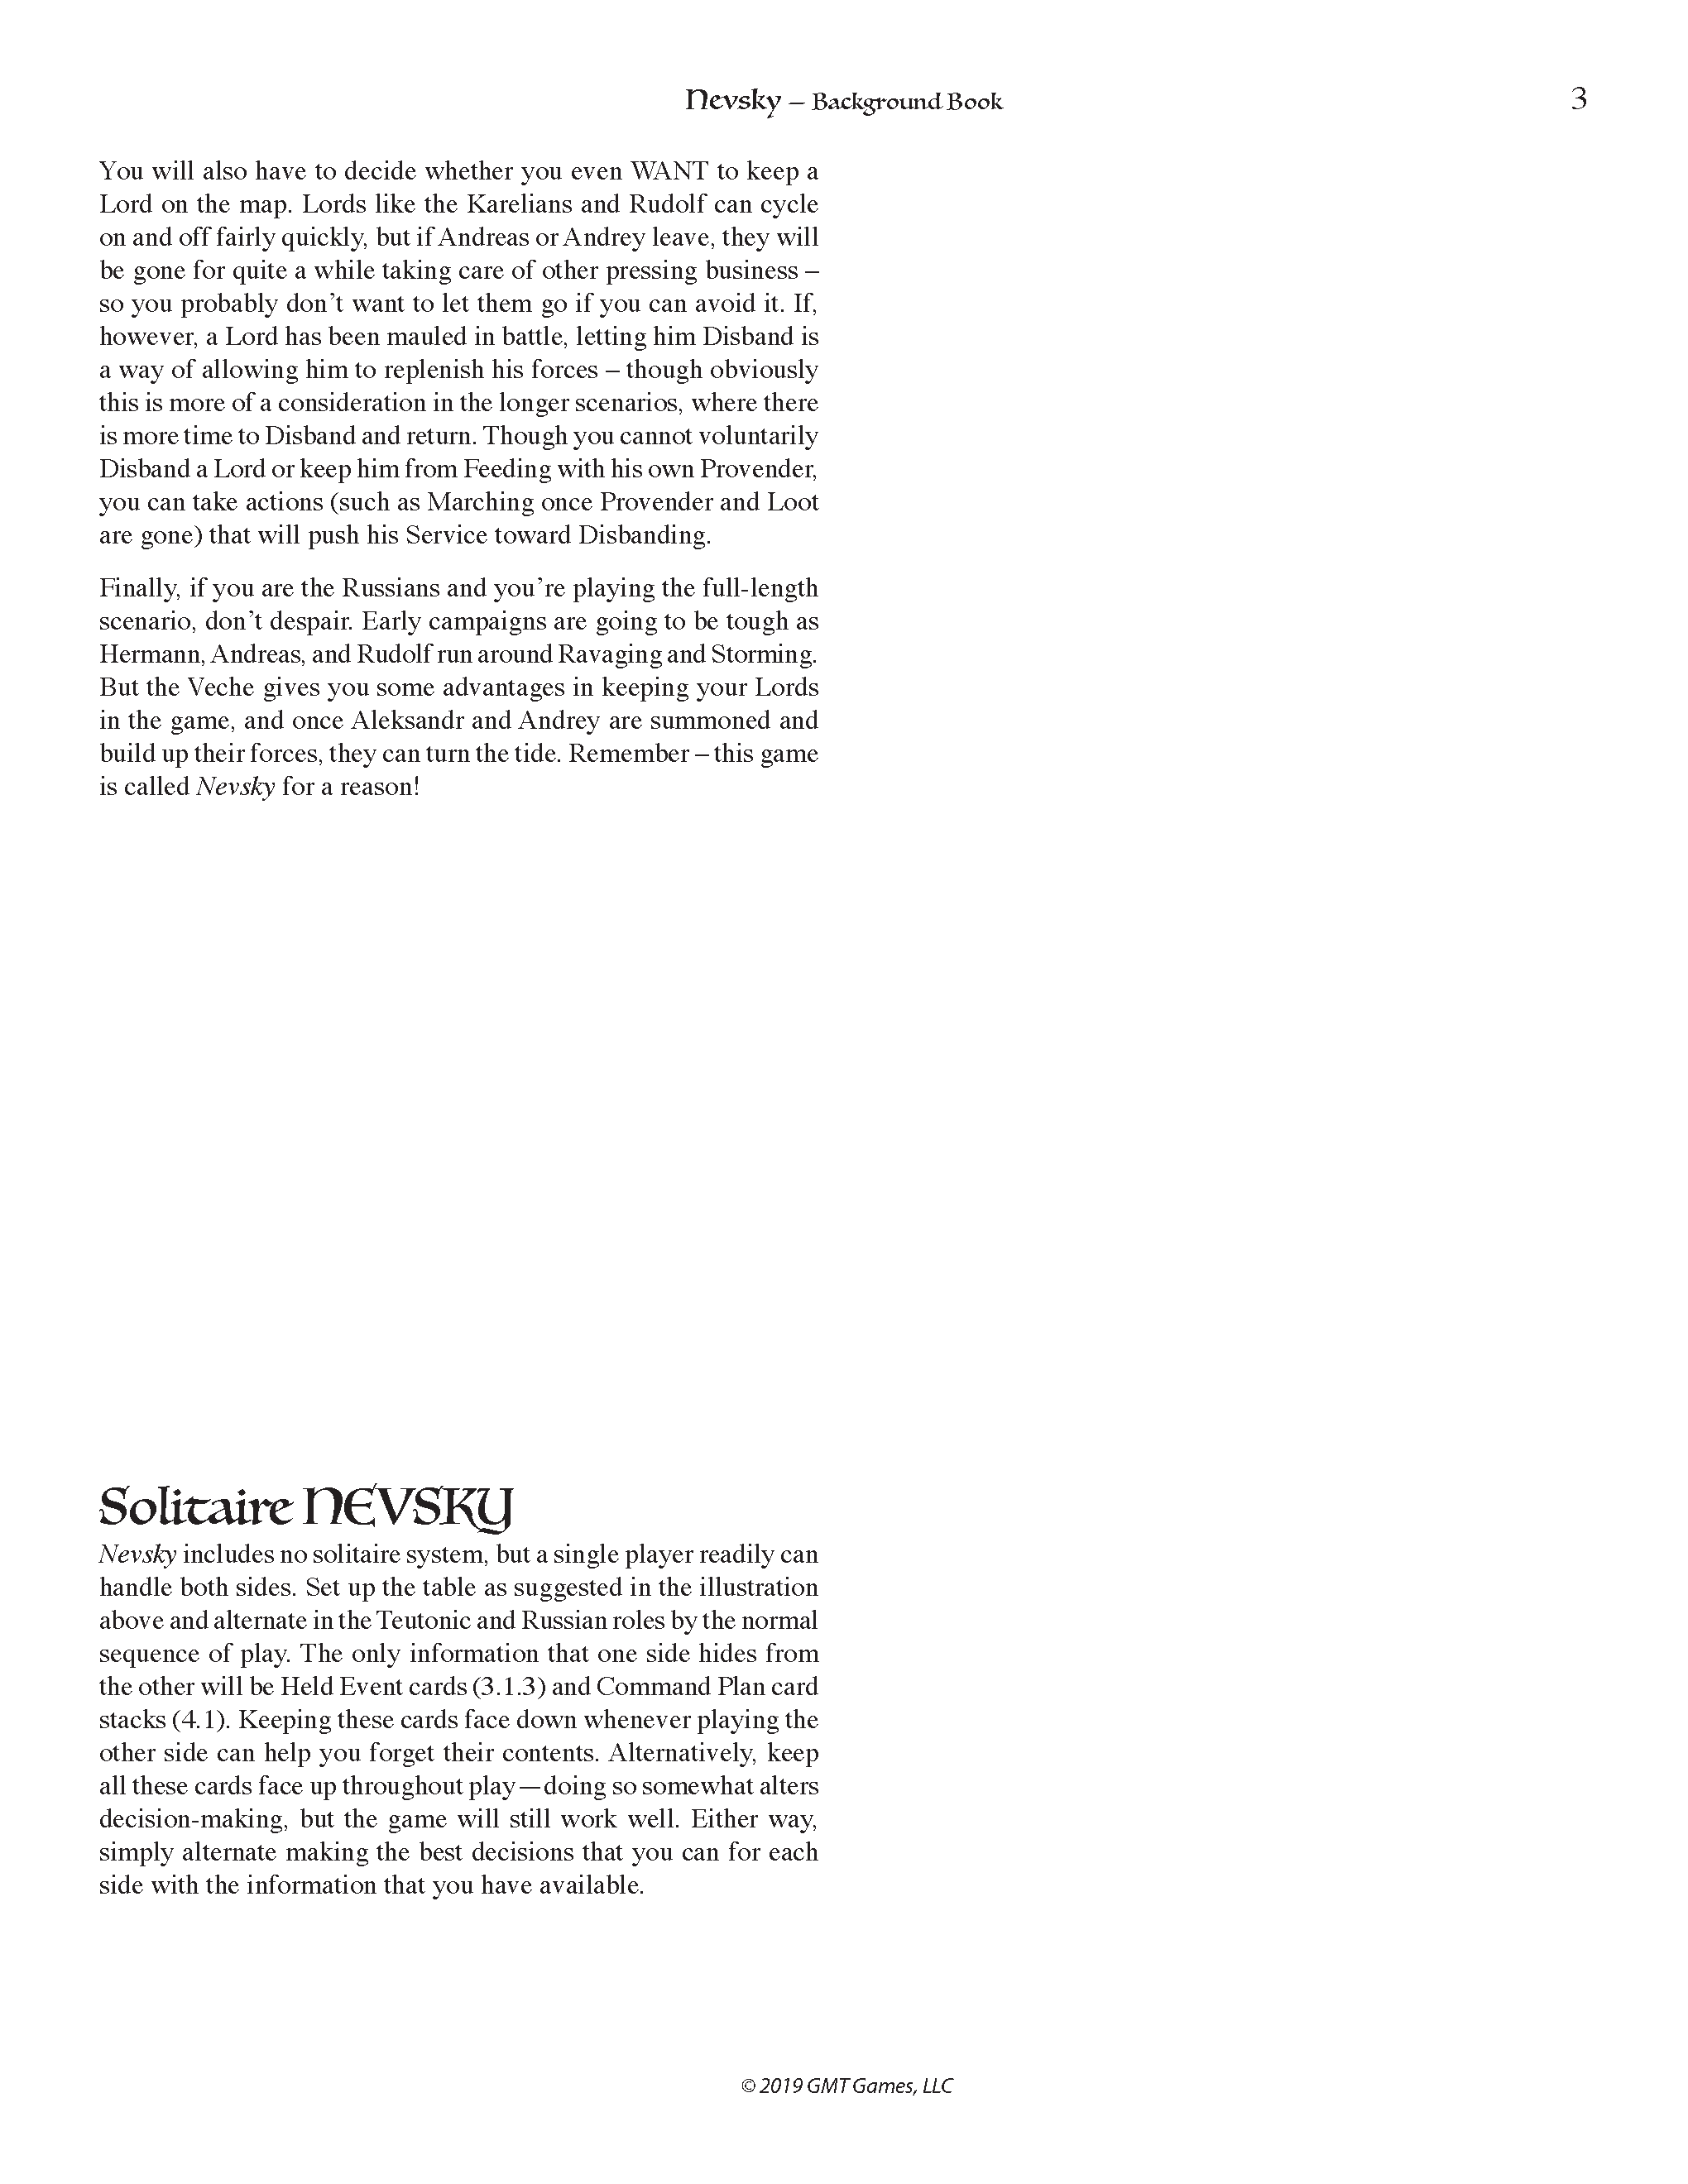 Nevsky – Background Book
3
You will also have to decide whether you even WANT to keep a
Lord on the map. Lords like the Karelians and Rudolf can cycle
on and off fairly quickly, but if Andreas or Andrey leave, they will
be gone for quite a while taking care of other pressing business –
so you probably don’t want to let them go if you can avoid it. If,
however, a Lord has been mauled in battle, letting him Disband is
a way of allowing him to replenish his forces – though obviously
this is more of a consideration in the longer scenarios, where there
is more time to Disband and return. Though you cannot voluntarily
Disband a Lord or keep him from Feeding with his own Provender,
you can take actions (such as Marching once Provender and Loot
are gone) that will push his Service toward Disbanding.
Finally, if you are the Russians and you’re playing the full-length
scenario, don’t despair. Early campaigns are going to be tough as
Hermann, Andreas, and Rudolf run around Ravaging and Storming.
But the Veche gives you some advantages in keeping your Lords
in the game, and once Aleksandr and Andrey are summoned and
build up their forces, they can turn the tide. Remember – this game
is called Nevsky for a reason!
Solitaire NEVSKY
Nevsky includes no solitaire system, but a single player readily can
handle both sides. Set up the table as suggested in the illustration
above and alternate in the Teutonic and Russian roles by the normal
sequence of play. The only information that one side hides from
the other will be Held Event cards (3.1.3) and Command Plan card
stacks (4.1). Keeping these cards face down whenever playing the
other side can help you forget their contents. Alternatively, keep
all these cards face up throughout play—doing so somewhat alters
decision-making, but the game will still work well. Either way,
simply alternate making the best decisions that you can for each
side with the information that you have available.
© 2019 GMT Games, LLC